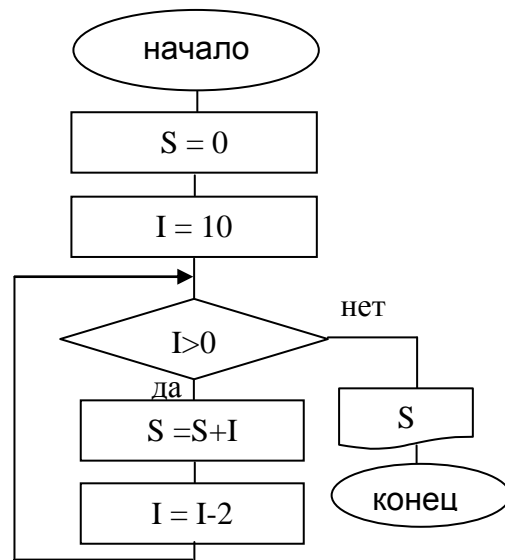 начало
S = 0
I = 10
нет
I>0
да
S =S+I
S
I = I-2
конец